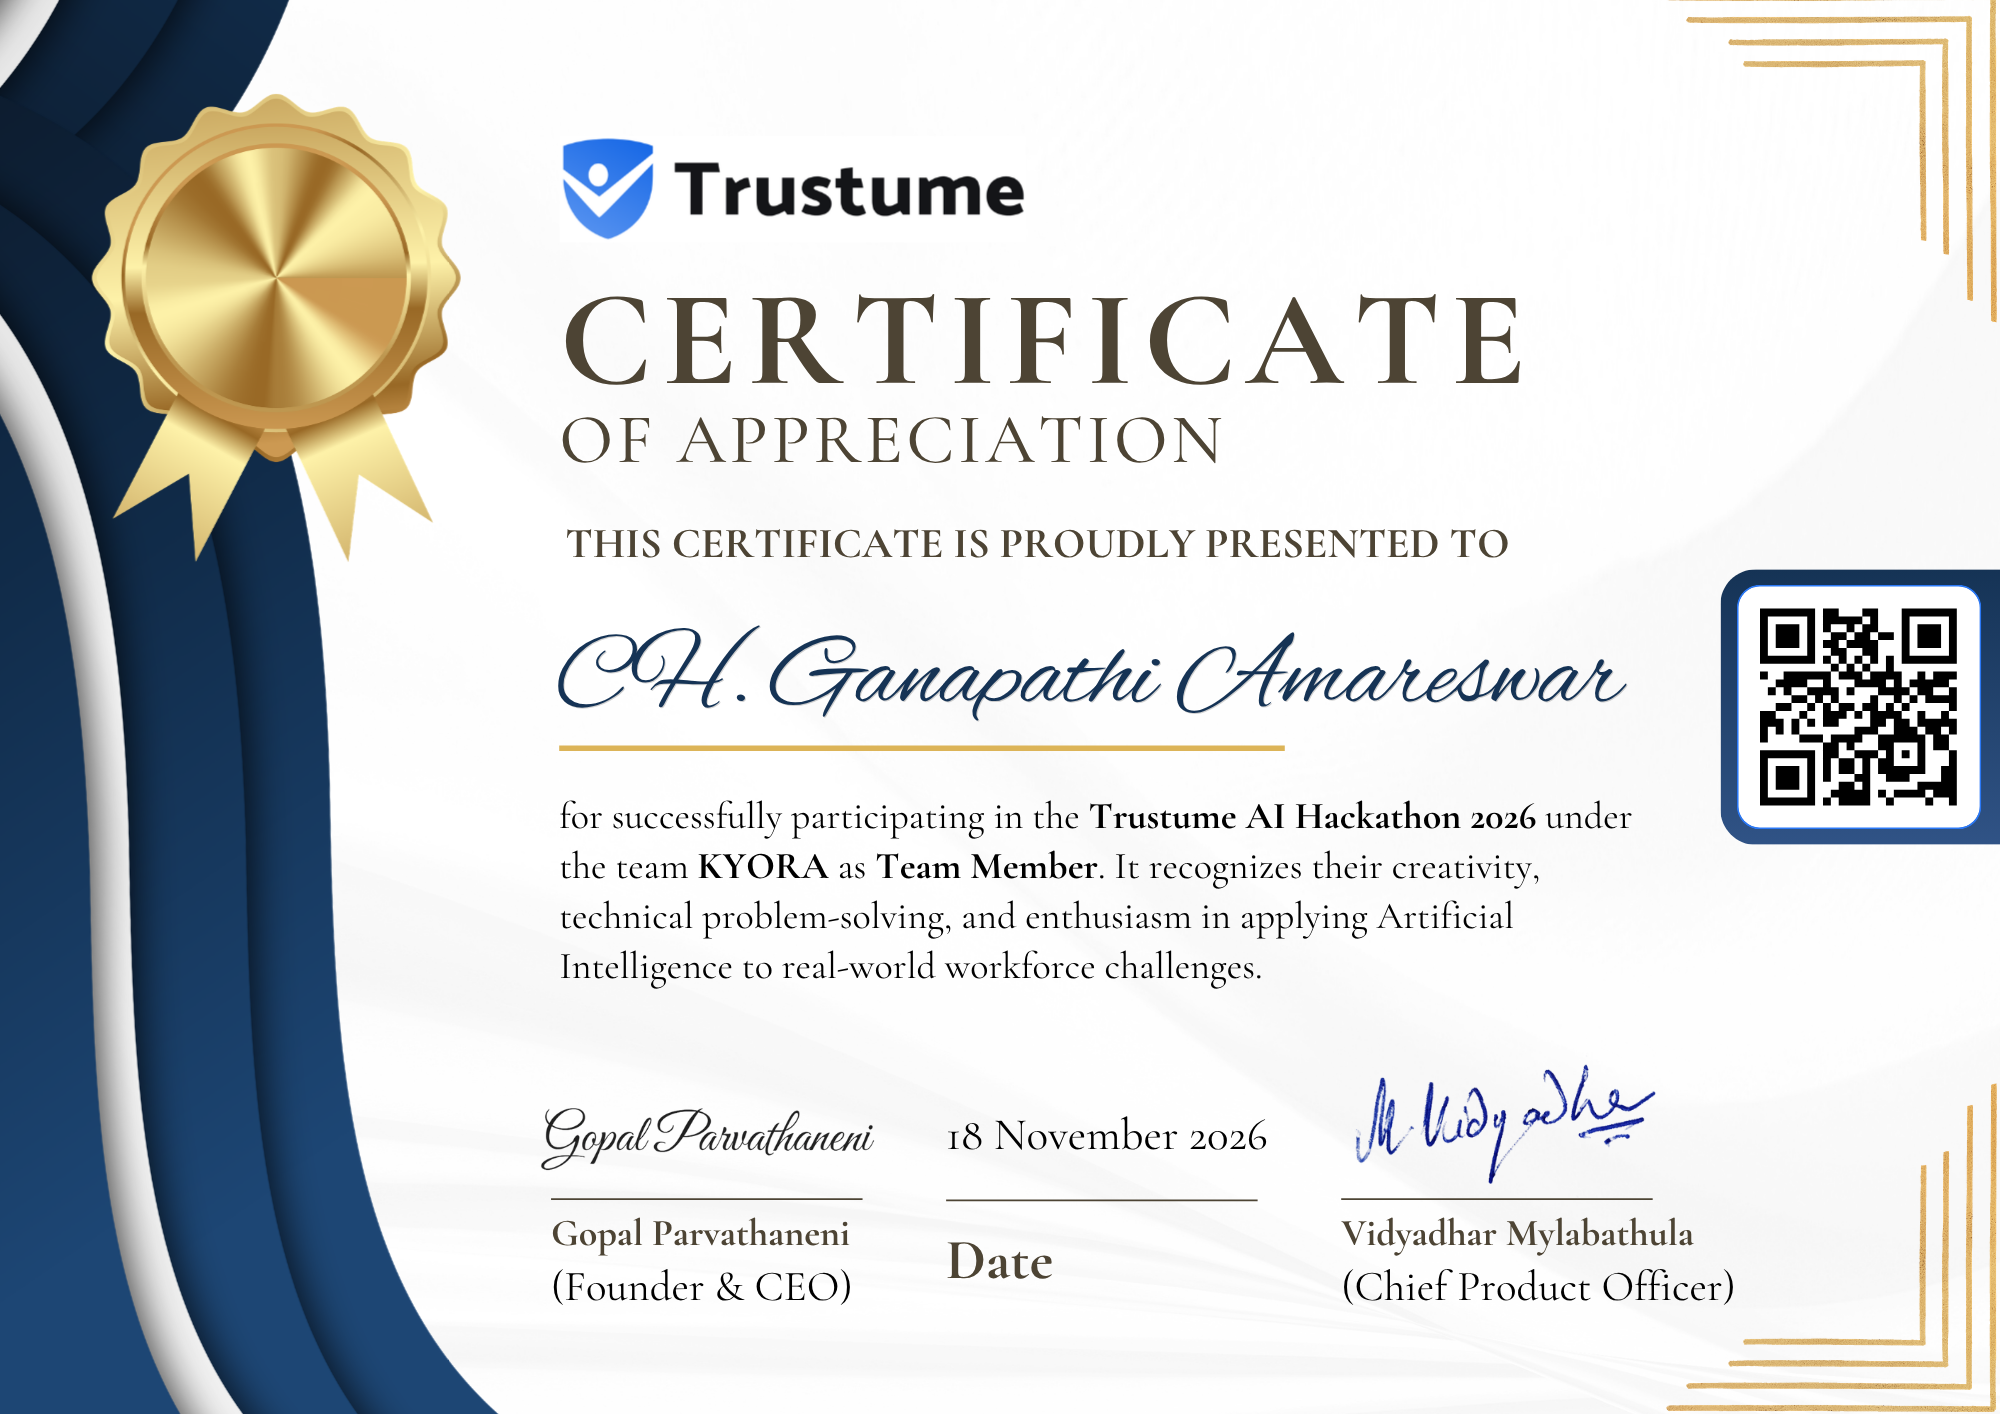 Trustume
CERTIFICATE
OF APPRECIATION
THIS CERTIFICATE IS PROUDLY PRESENTED TO
CH. Ganapathi Amareswar
for successfully participating in the Trustume AI Hackathon 2026 under
the team KYORA as Team Member. It recognizes their creativity,
technical problem-solving, and enthusiasm in applying Artificial
Intelligence to real-world workforce challenges.
Gopal Parvathaneni
18 November 2026
M. Vidyadhar
Gopal Parvathaneni
(Founder & CEO)
Date
Vidyadhar Mylabathula
(Chief Product Officer)